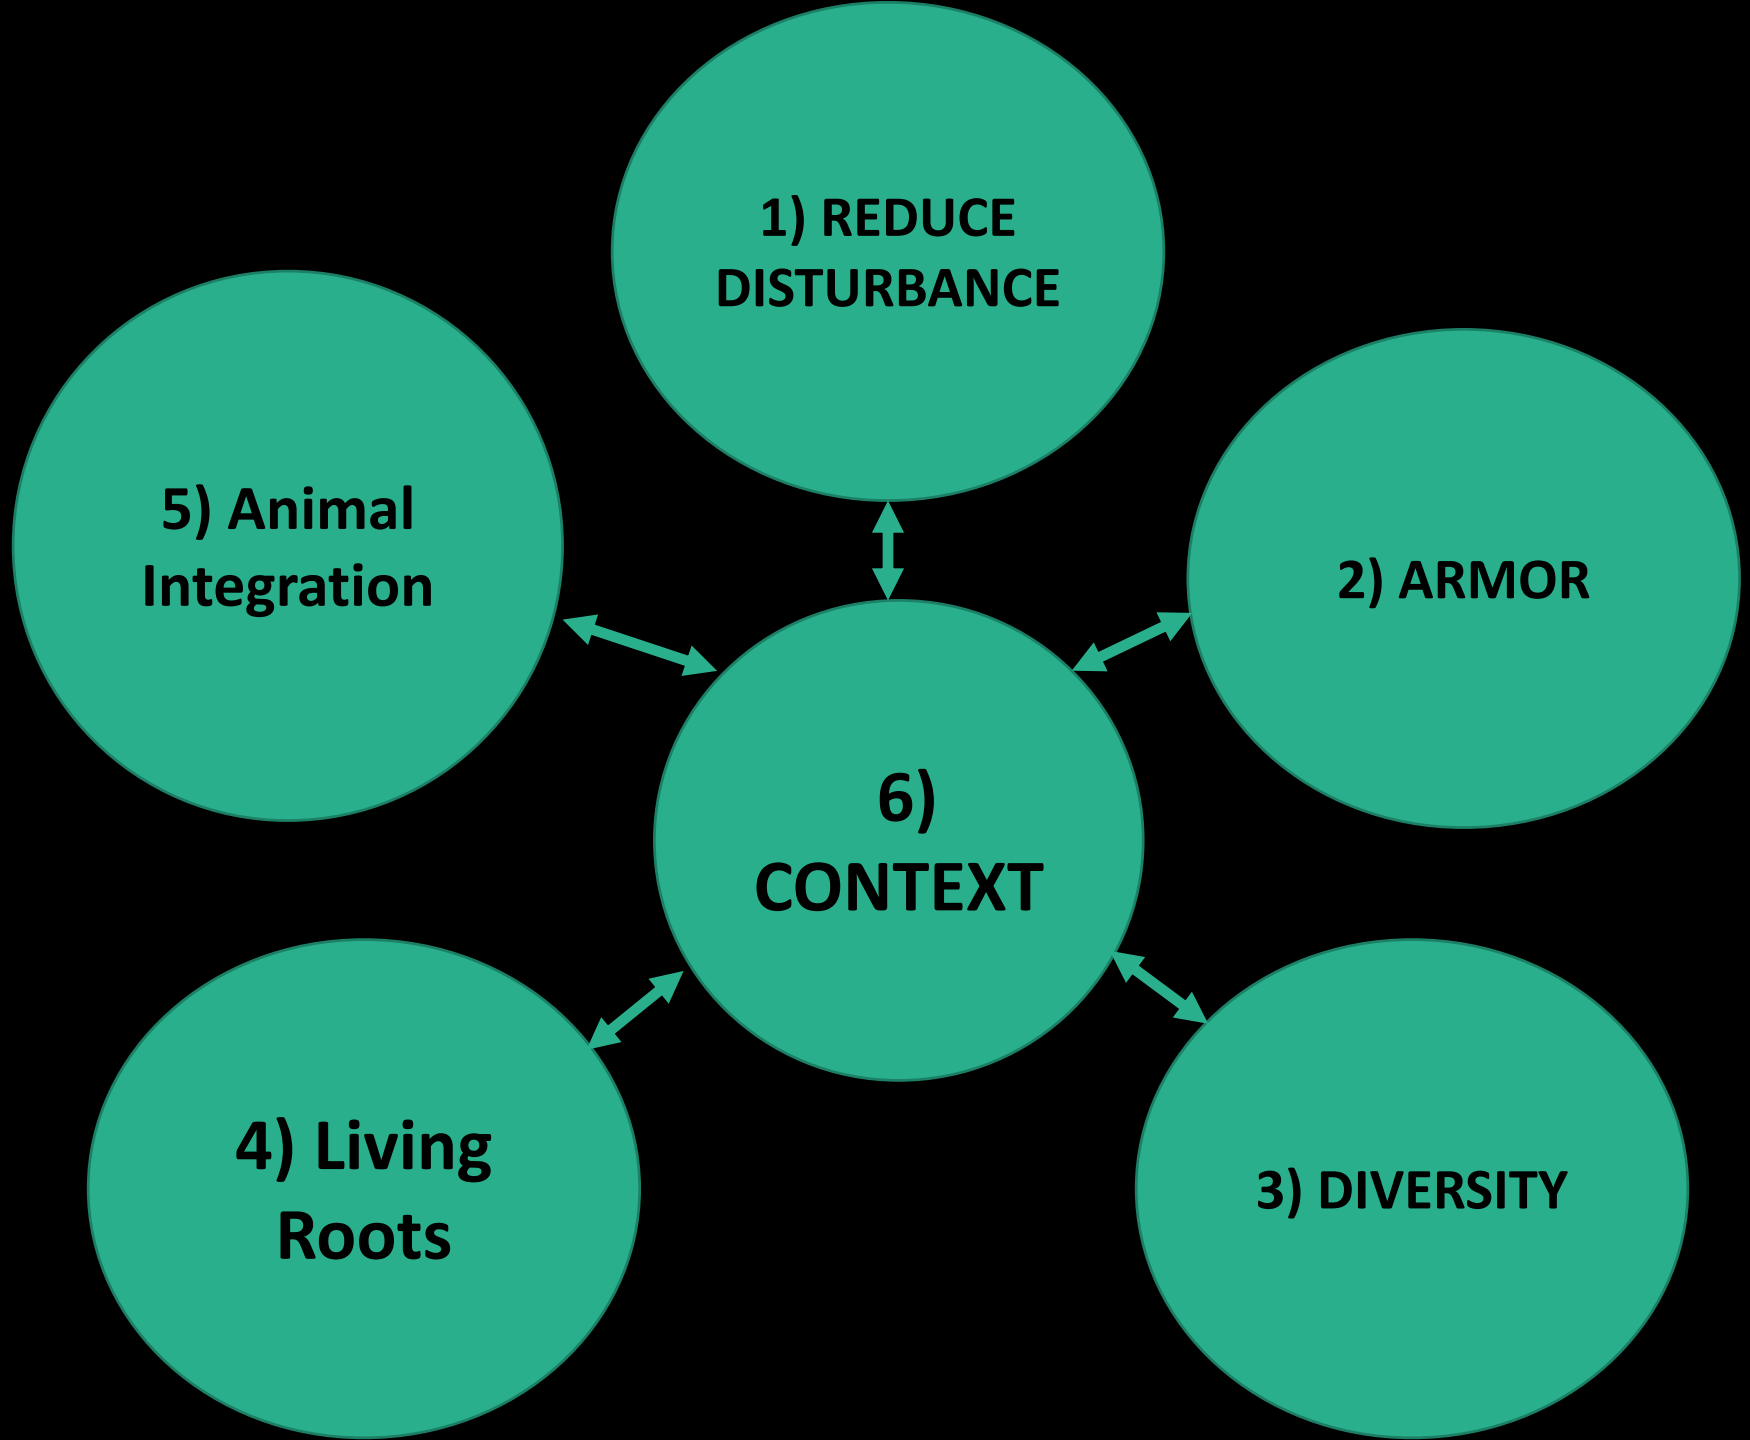 1) REDUCE
DISTURBANCE
2) ARMOR
3) DIVERSITY
4) Living
Roots
5) Animal
Integration
6)
CONTEXT